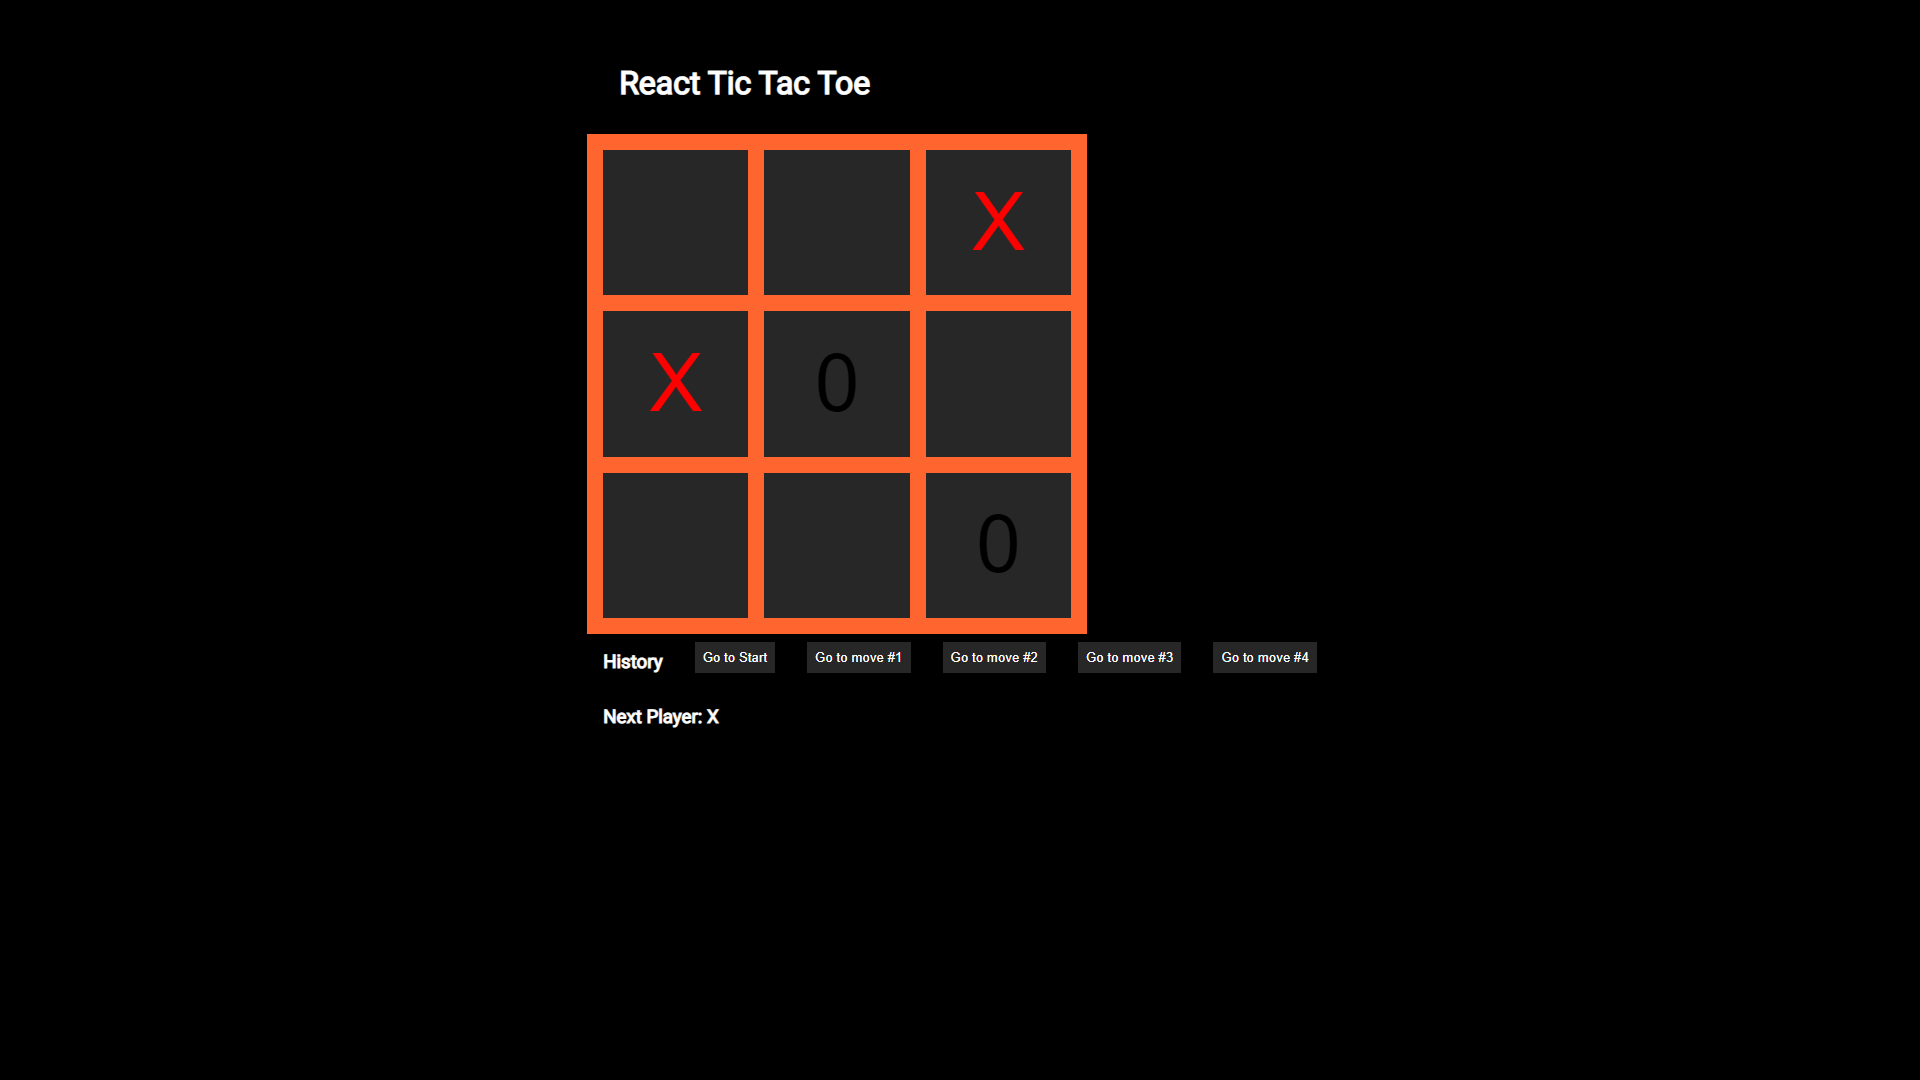 React Tic Tac Toe
X
X 0
0
History Go to Start Go to move #1 Go to move #2 Go to move #3 Go to move #4
Next Player: X